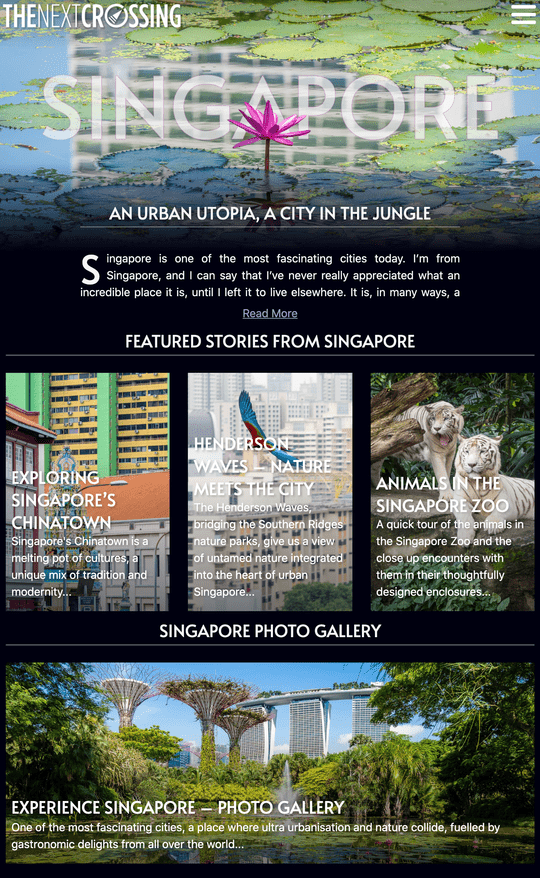 THENEXTCROSSING
SINGAPORE
AN URBAN UTOPIA, A CITY IN THE JUNGLE
Singapore is one of the most fascinating cities today. I'm from
Singapore, and I can say that I've never really appreciated what an
incredible place it is, until I left it to live elsewhere. It is, in many ways, a
Read More
FEATURED STORIES FROM SINGAPORE
EXPLORING
SINGAPORE'S
CHINATOWN
Singapore's Chinatown is a
melting pot of cultures, a
unique mix of tradition and
modernity...
HENDERSON
WAVES – NATURE
MEETS THE CITY
The Henderson Waves,
bridging the Southern Ridges
nature parks, give us a view
of untamed nature integrated
into the heart of urban
Singapore...
ANIMALS IN THE
SINGAPORE ZOO
A quick tour of the animals in
the Singapore Zoo and the
close up encounters with
them in their thoughtfully
designed enclosures...
SINGAPORE PHOTO GALLERY
EXPERIENCE SINGAPORE – PHOTO GALLERY
One of the most fascinating cities, a place where ultra urbanisation and nature collide, fuelled by
gastronomic delights from all over the world...